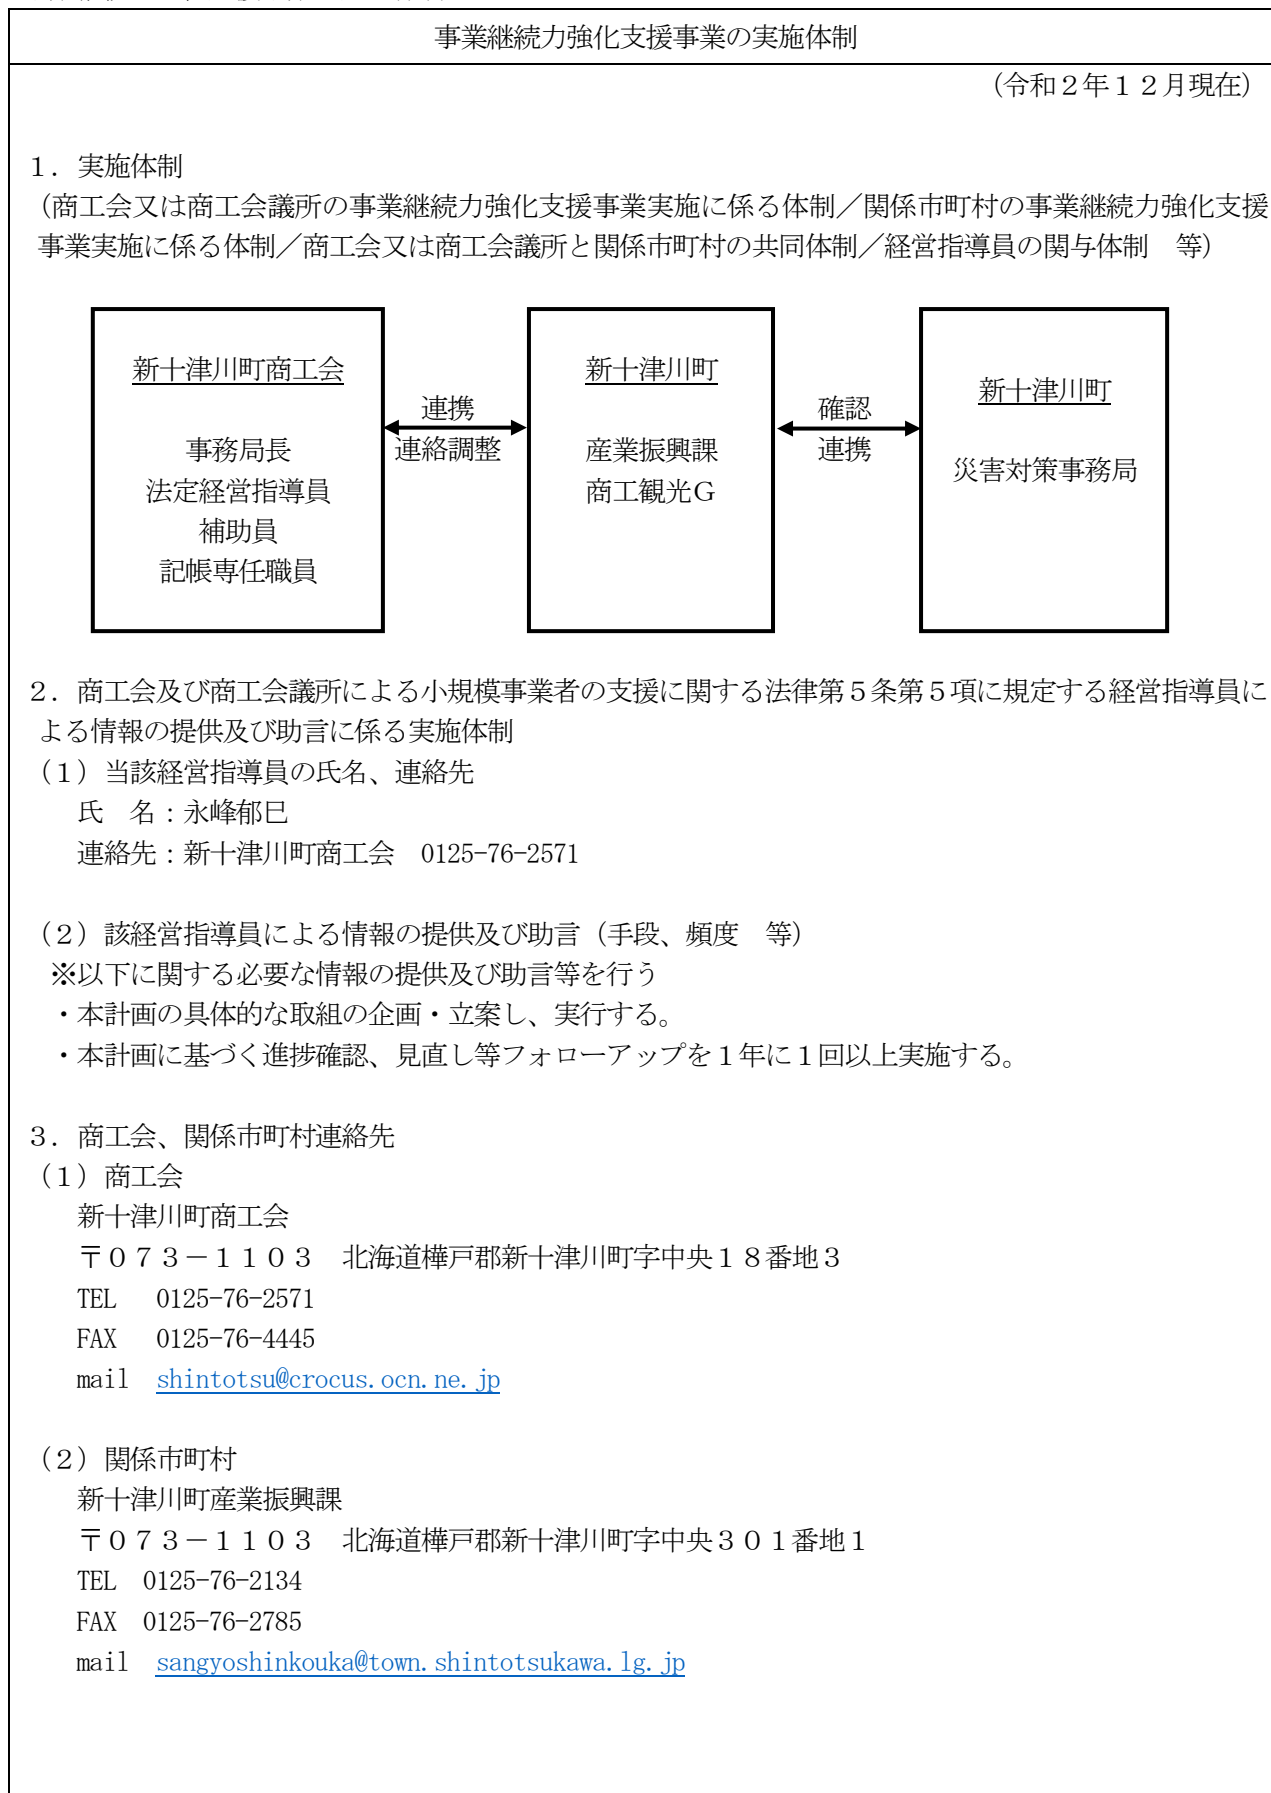 事業継続力強化支援事業の実施体制
（令和２年１２月現在）
１．実施体制
（商工会又は商工会議所の事業継続力強化支援事業実施に係る体制／関係市町村の事業継続力強化支援
事業実施に係る体制／商工会又は商工会議所と関係市町村の共同体制／経営指導員の関与体制　等）
新十津川町商工会
事務局長
法定経営指導員
補助員
記帳専任職員
連携
連絡調整
新十津川町
産業振興課
商工観光Ｇ
確認
連携
新十津川町
災害対策事務局
２．商工会及び商工会議所による小規模事業者の支援に関する法律第５条第５項に規定する経営指導員に
よる情報の提供及び助言に係る実施体制
（１）当該経営指導員の氏名、連絡先
氏　名：永峰郁巳
連絡先：新十津川町商工会　0125-76-2571
（２）該経営指導員による情報の提供及び助言（手段、頻度　等）
※以下に関する必要な情報の提供及び助言等を行う
・本計画の具体的な取組の企画・立案し、実行する。
・本計画に基づく進捗確認、見直し等フォローアップを１年に１回以上実施する。
３．商工会、関係市町村連絡先
（１）商工会
新十津川町商工会
〒０７３－１１０３　北海道樺戸郡新十津川町字中央１８番地３
TEL　0125-76-2571
FAX　0125-76-4445
mail　shintotsu@crocus.ocn.ne.jp
（２）関係市町村
新十津川町産業振興課
〒０７３－１１０３　北海道樺戸郡新十津川町字中央３０１番地１
TEL　0125-76-2134
FAX　0125-76-2785
mail　sangyoshinkouka@town.shintotsukawa.lg.jp